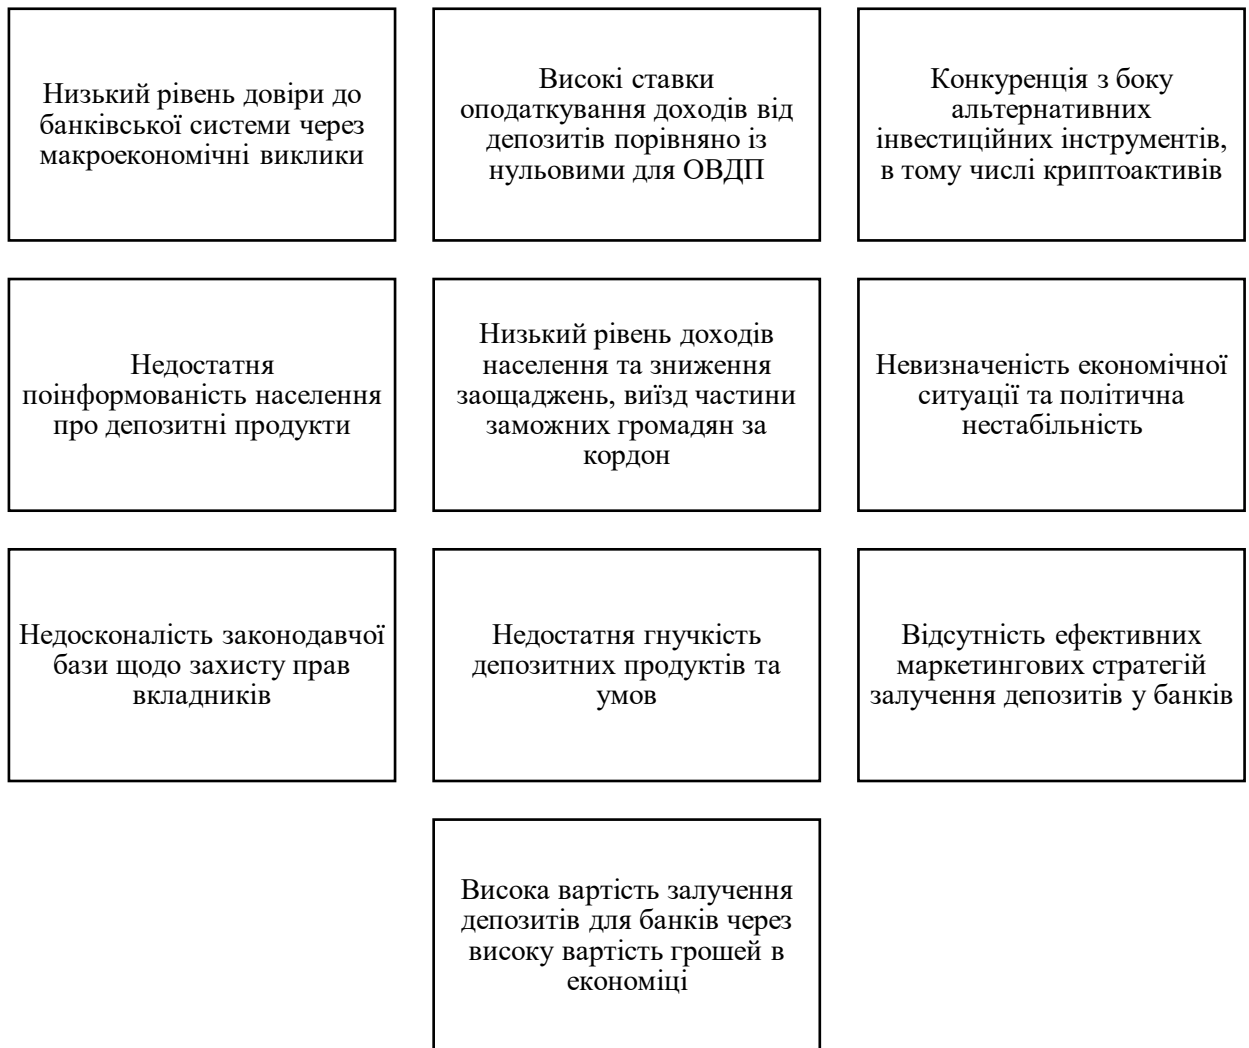 Низький рівень довіри до
банківської системи через
макроекономічні виклики
Високі ставки
оподаткування доходів від
депозитів порівняно із
нульовими для ОВДП
Конкуренція з боку
альтернативних
інвестиційних інструментів,
в тому числі криптоактивів
Недостатня
поінформованість населення
про депозитні продукти
Низький рівень доходів
населення та зниження
заощаджень, виїзд частини
заможних громадян за
кордон
Невизначеність економічної
ситуації та політична
нестабільність
Недосконалість законодавчої
бази щодо захисту прав
вкладників
Недостатня гнучкість
депозитних продуктів та
умов
Відсутність ефективних
маркетингових стратегій
залучення депозитів у банків
Висока вартість залучення
депозитів для банків через
високу вартість грошей в
економіці